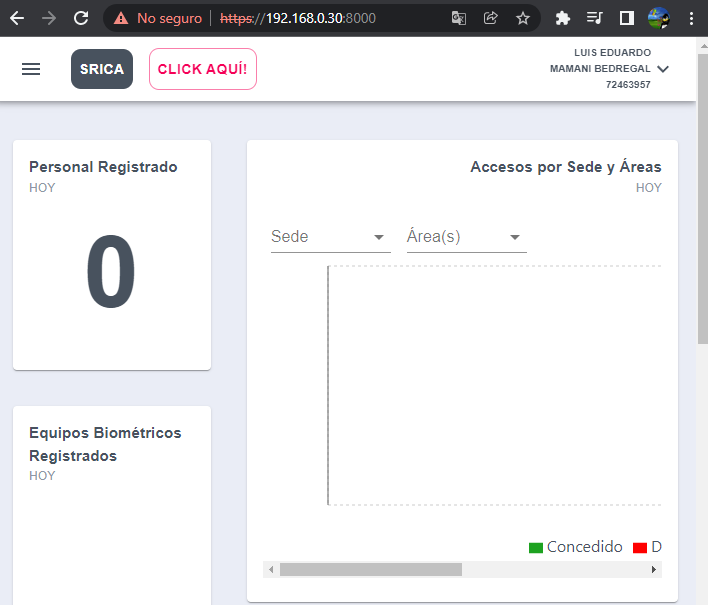 No seguro https://192.168.0.30:8000
SRICA
CLICK AQUÍ!
LUIS EDUARDO
MAMANI BEDREGAL
72463957
Personal Registrado
HOY
0
Equipos Biométricos
Registrados
HOY
Accesos por Sede y Áreas
HOY
Sede
Área(s)
Concedido
D